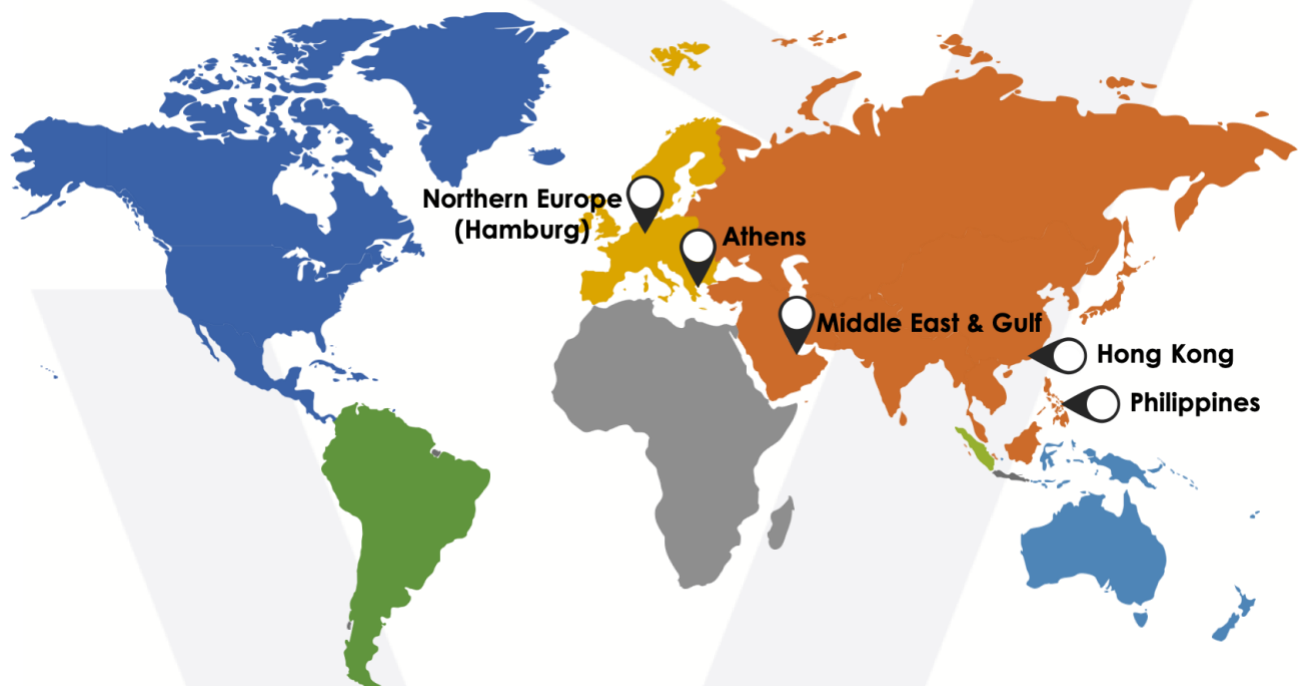 Northern Europe
(Hamburg)
Athens
Middle East & Gulf
Hong Kong
Philippines